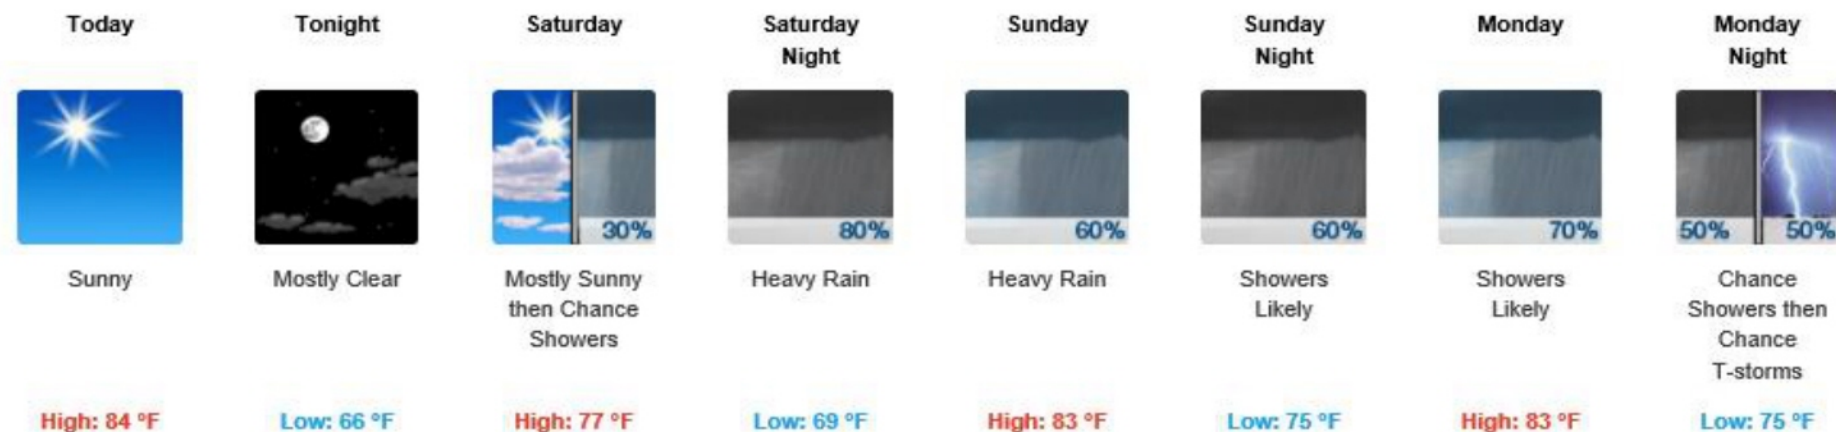 Today
Tonight
Saturday
Saturday
Night
Sunday
Sunday
Night
Monday
Monday
Night
30%
80%
60%
60%
70%
50%
50%
Sunny
Mostly Clear
Mostly Sunny
then Chance
Showers
Heavy Rain
Heavy Rain
Showers
Likely
Showers
Likely
Chance
Showers then
Chance
T-storms
High: 84 °F
Low: 66 °F
High: 77 °F
Low: 69 °F
High: 83 °F
Low: 75 °F
High: 83 °F
Low: 75 °F